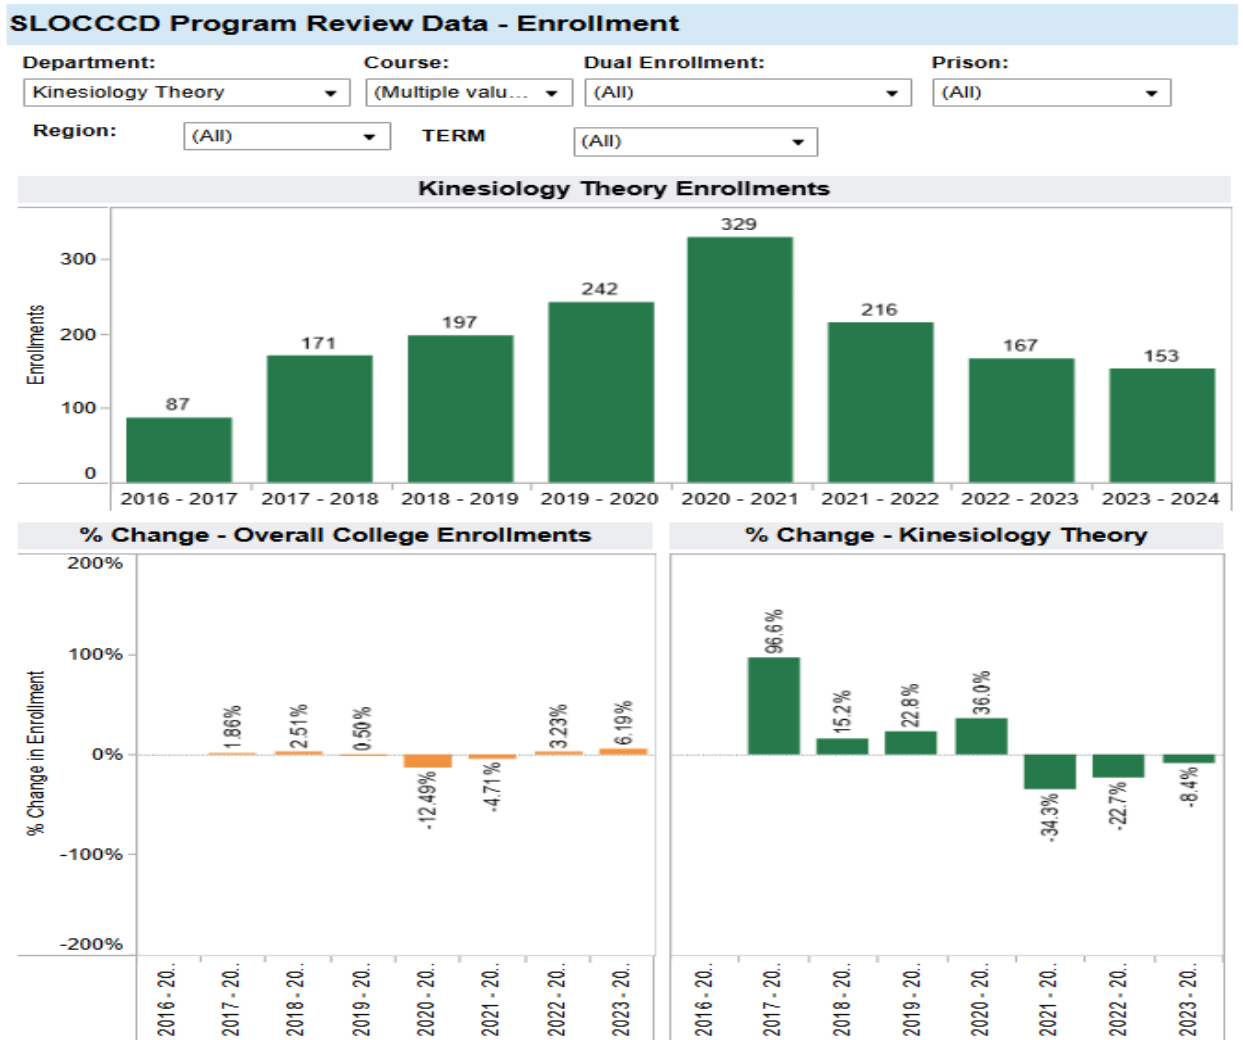 SLOCCCD Program Review Data - Enrollment
Department: Course: Dual Enrollment: Prison:
Kinesiology Theory (Multiple valu... (All) (All)
Region: (All) TERM (All)
Kinesiology Theory Enrollments
Enrollments
300
200
100
0
87
171
197
242
329
216
167
153
2016 - 2017 2017 - 2018 2018 - 2019 2019 - 2020 2020 - 2021 2021 - 2022 2022 - 2023 2023 - 2024
% Change - Overall College Enrollments
% Change in Enrollment
200%
100%
0%
-100%
-200%
1.86%
2.51%
0.50%
-12.49%
-4.71%
3.23%
6.19%
2016 - 20..
2017 - 20..
2018 - 20..
2019 - 20..
2020 - 20..
2021 - 20..
2022 - 20..
2023 - 20..
% Change - Kinesiology Theory
96.6%
15.2%
22.8%
36.0%
-34.3%
-22.7%
-8.4%
2016 - 20..
2017 - 20..
2018 - 20..
2019 - 20..
2020 - 20..
2021 - 20..
2022- 20..
2023 - 20..